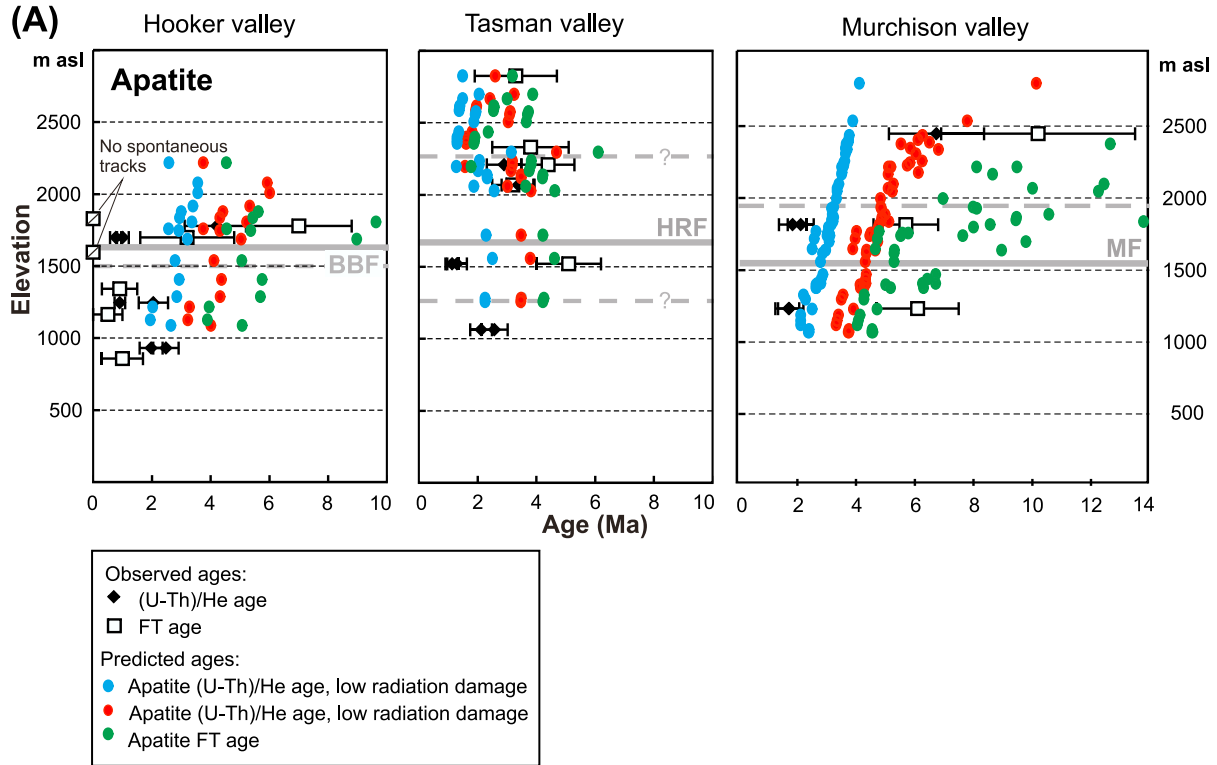 (A)
Hooker valley
Tasman valley
Murchison valley
m asl
m asl
Apatite
No spontaneous
tracks
2500
2000
1500
1000
500
2500
2000
1500
1000
500
Elevation
BBF
?
HRF
?
MF
0 2 4 6 8 10
0 2 4 6 8 10
0 2 4 6 8 10 12 14
Age (Ma)
Observed ages:
(U-Th)/He age
FT age
Predicted ages:
Apatite (U-Th)/He age, low radiation damage
Apatite (U-Th)/He age, low radiation damage
Apatite FT age